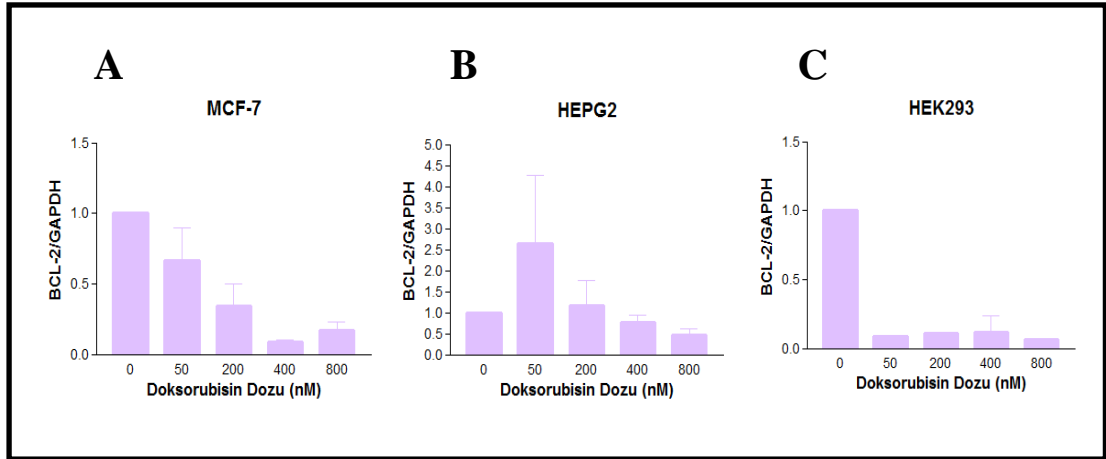 A
MCF-7
BCL-2/GAPDH
1.5
1.0
0.5
0.0
0 50 200 400 800
Doksorubisin Dozu (nM)
B
HEPG2
BCL-2/GAPDH
5.0
4.5
4.0
3.5
3.0
2.5
2.0
1.5
1.0
0.5
0.0
0 50 200 400 800
Doksorubisin Dozu (nM)
C
HEK293
BCL-2/GAPDH
1.5
1.0
0.5
0.0
0 50 200 400 800
Doksorubisin Dozu (nM)